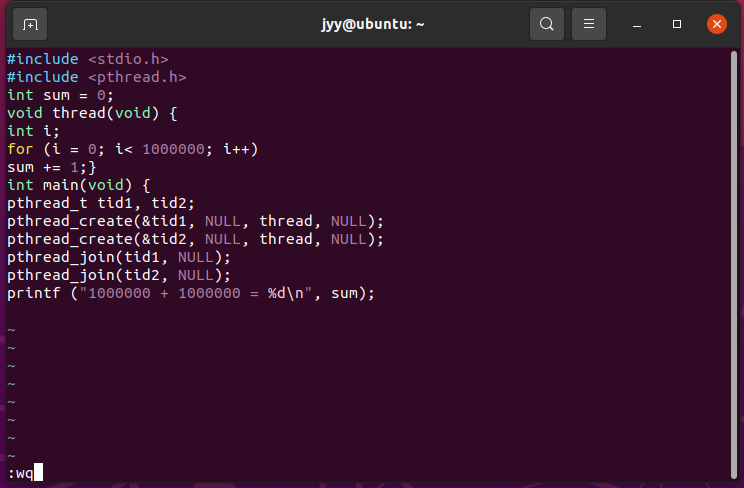 jyy@ubuntu: ~
#include <stdio.h>
#include <pthread.h>
int sum = 0;
void thread(void) {
int i;
for (i = 0; i< 1000000; i++)
sum += 1;}
int main(void) {
pthread_t tid1, tid2;
pthread_create(&tid1, NULL, thread, NULL);
pthread_create(&tid2, NULL, thread, NULL);
pthread_join(tid1, NULL);
pthread_join(tid2, NULL);
printf ("1000000 + 1000000 = %d\n", sum);
~
~
~
~
~
~
~
~
:wq